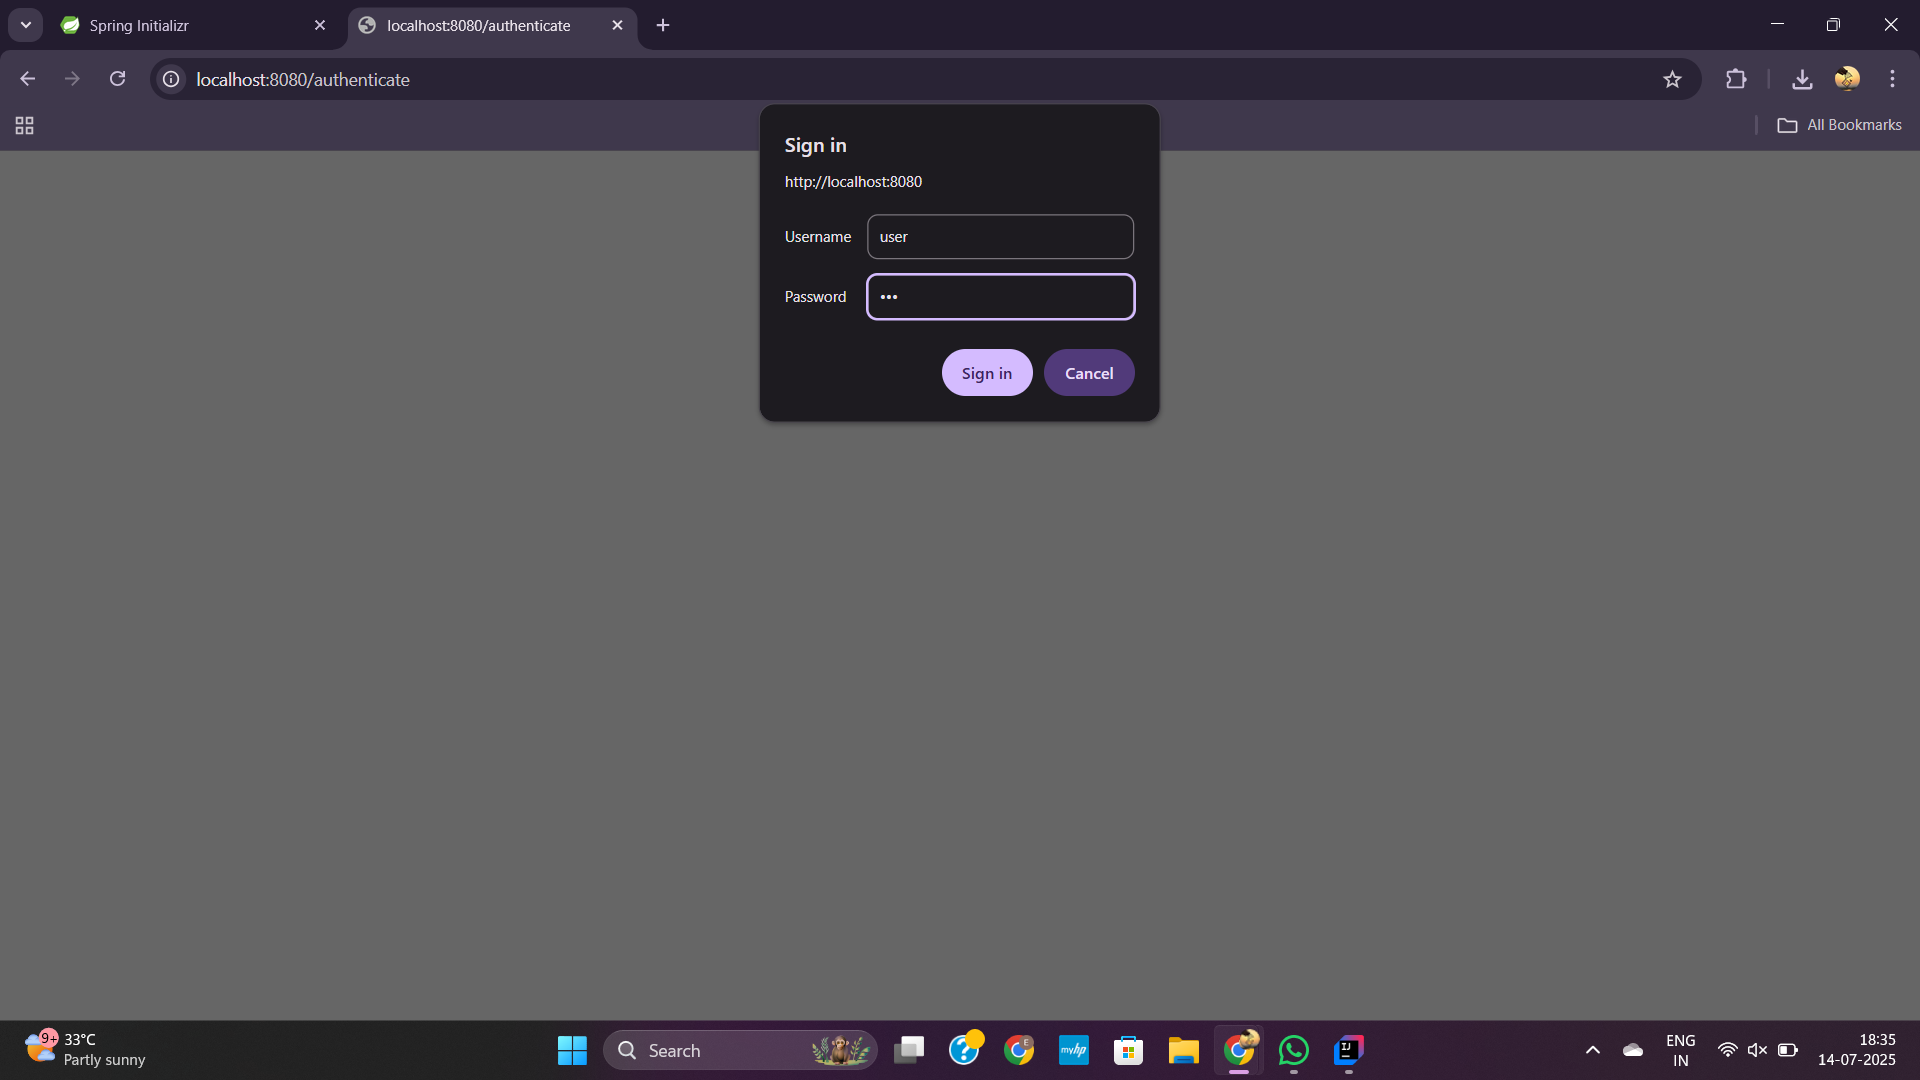 Spring Initializr
localhost:8080/authenticate
localhost:8080/authenticate
All Bookmarks
Sign in
http://localhost:8080
Username
user
Password
•••
Sign in
Cancel
9+
33°C
Partly sunny
Search
E
myhp
IJ
ENG
IN
18:35
14-07-2025